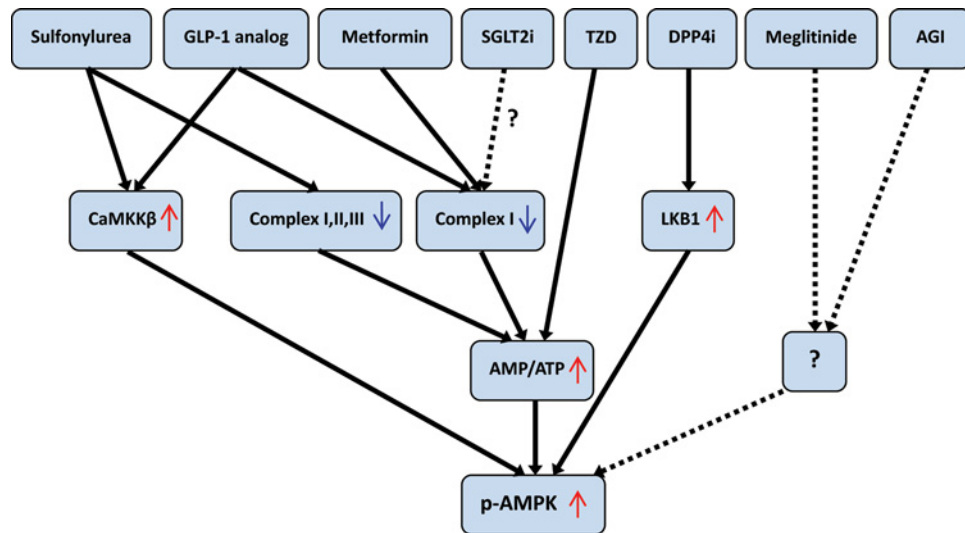 Sulfonylurea
GLP-1 analog
Metformin
SGLT2i
TZD
DPP4i
Meglitinide
AGI
?
CaMKKβ
Complex I,II,III
Complex I
LKB1
AMP/ATP
?
p-AMPK